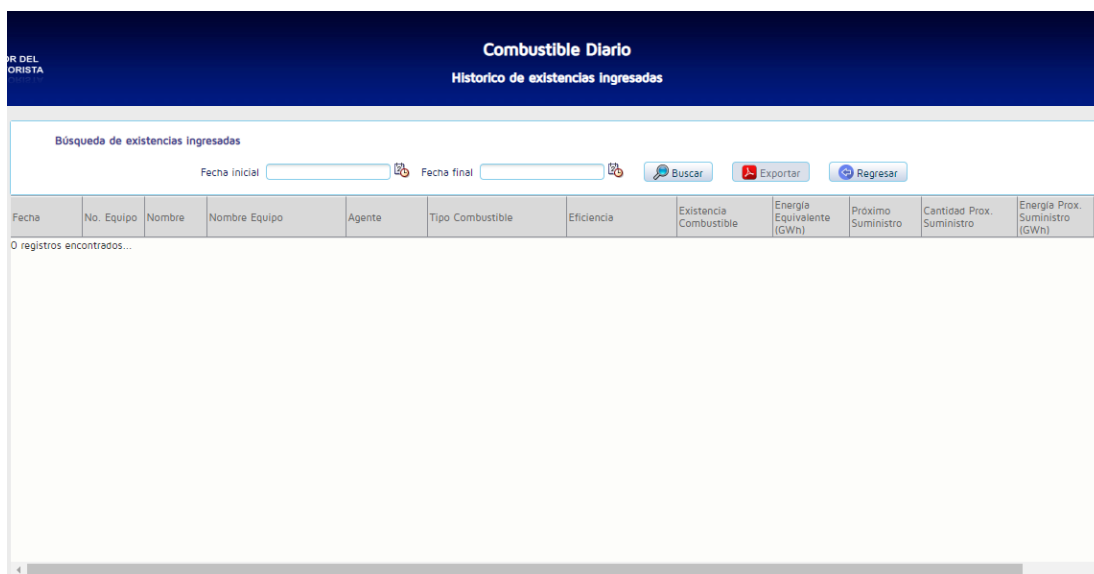 OR DEL
ORISTA
Combustible Diario
Historico de existencias ingresadas
Búsqueda de existencias ingresadas
Fecha inicial Fecha final Buscar Exportar Regresar
Fecha No. Equipo Nombre Nombre Equipo Agente Tipo Combustible Eficiencia Existencia Combustible Energía Equivalente (GWh) Próximo Suministro Cantidad Prox. Suministro Energía Prox. Suministro (GWh)
0 registros encontrados...